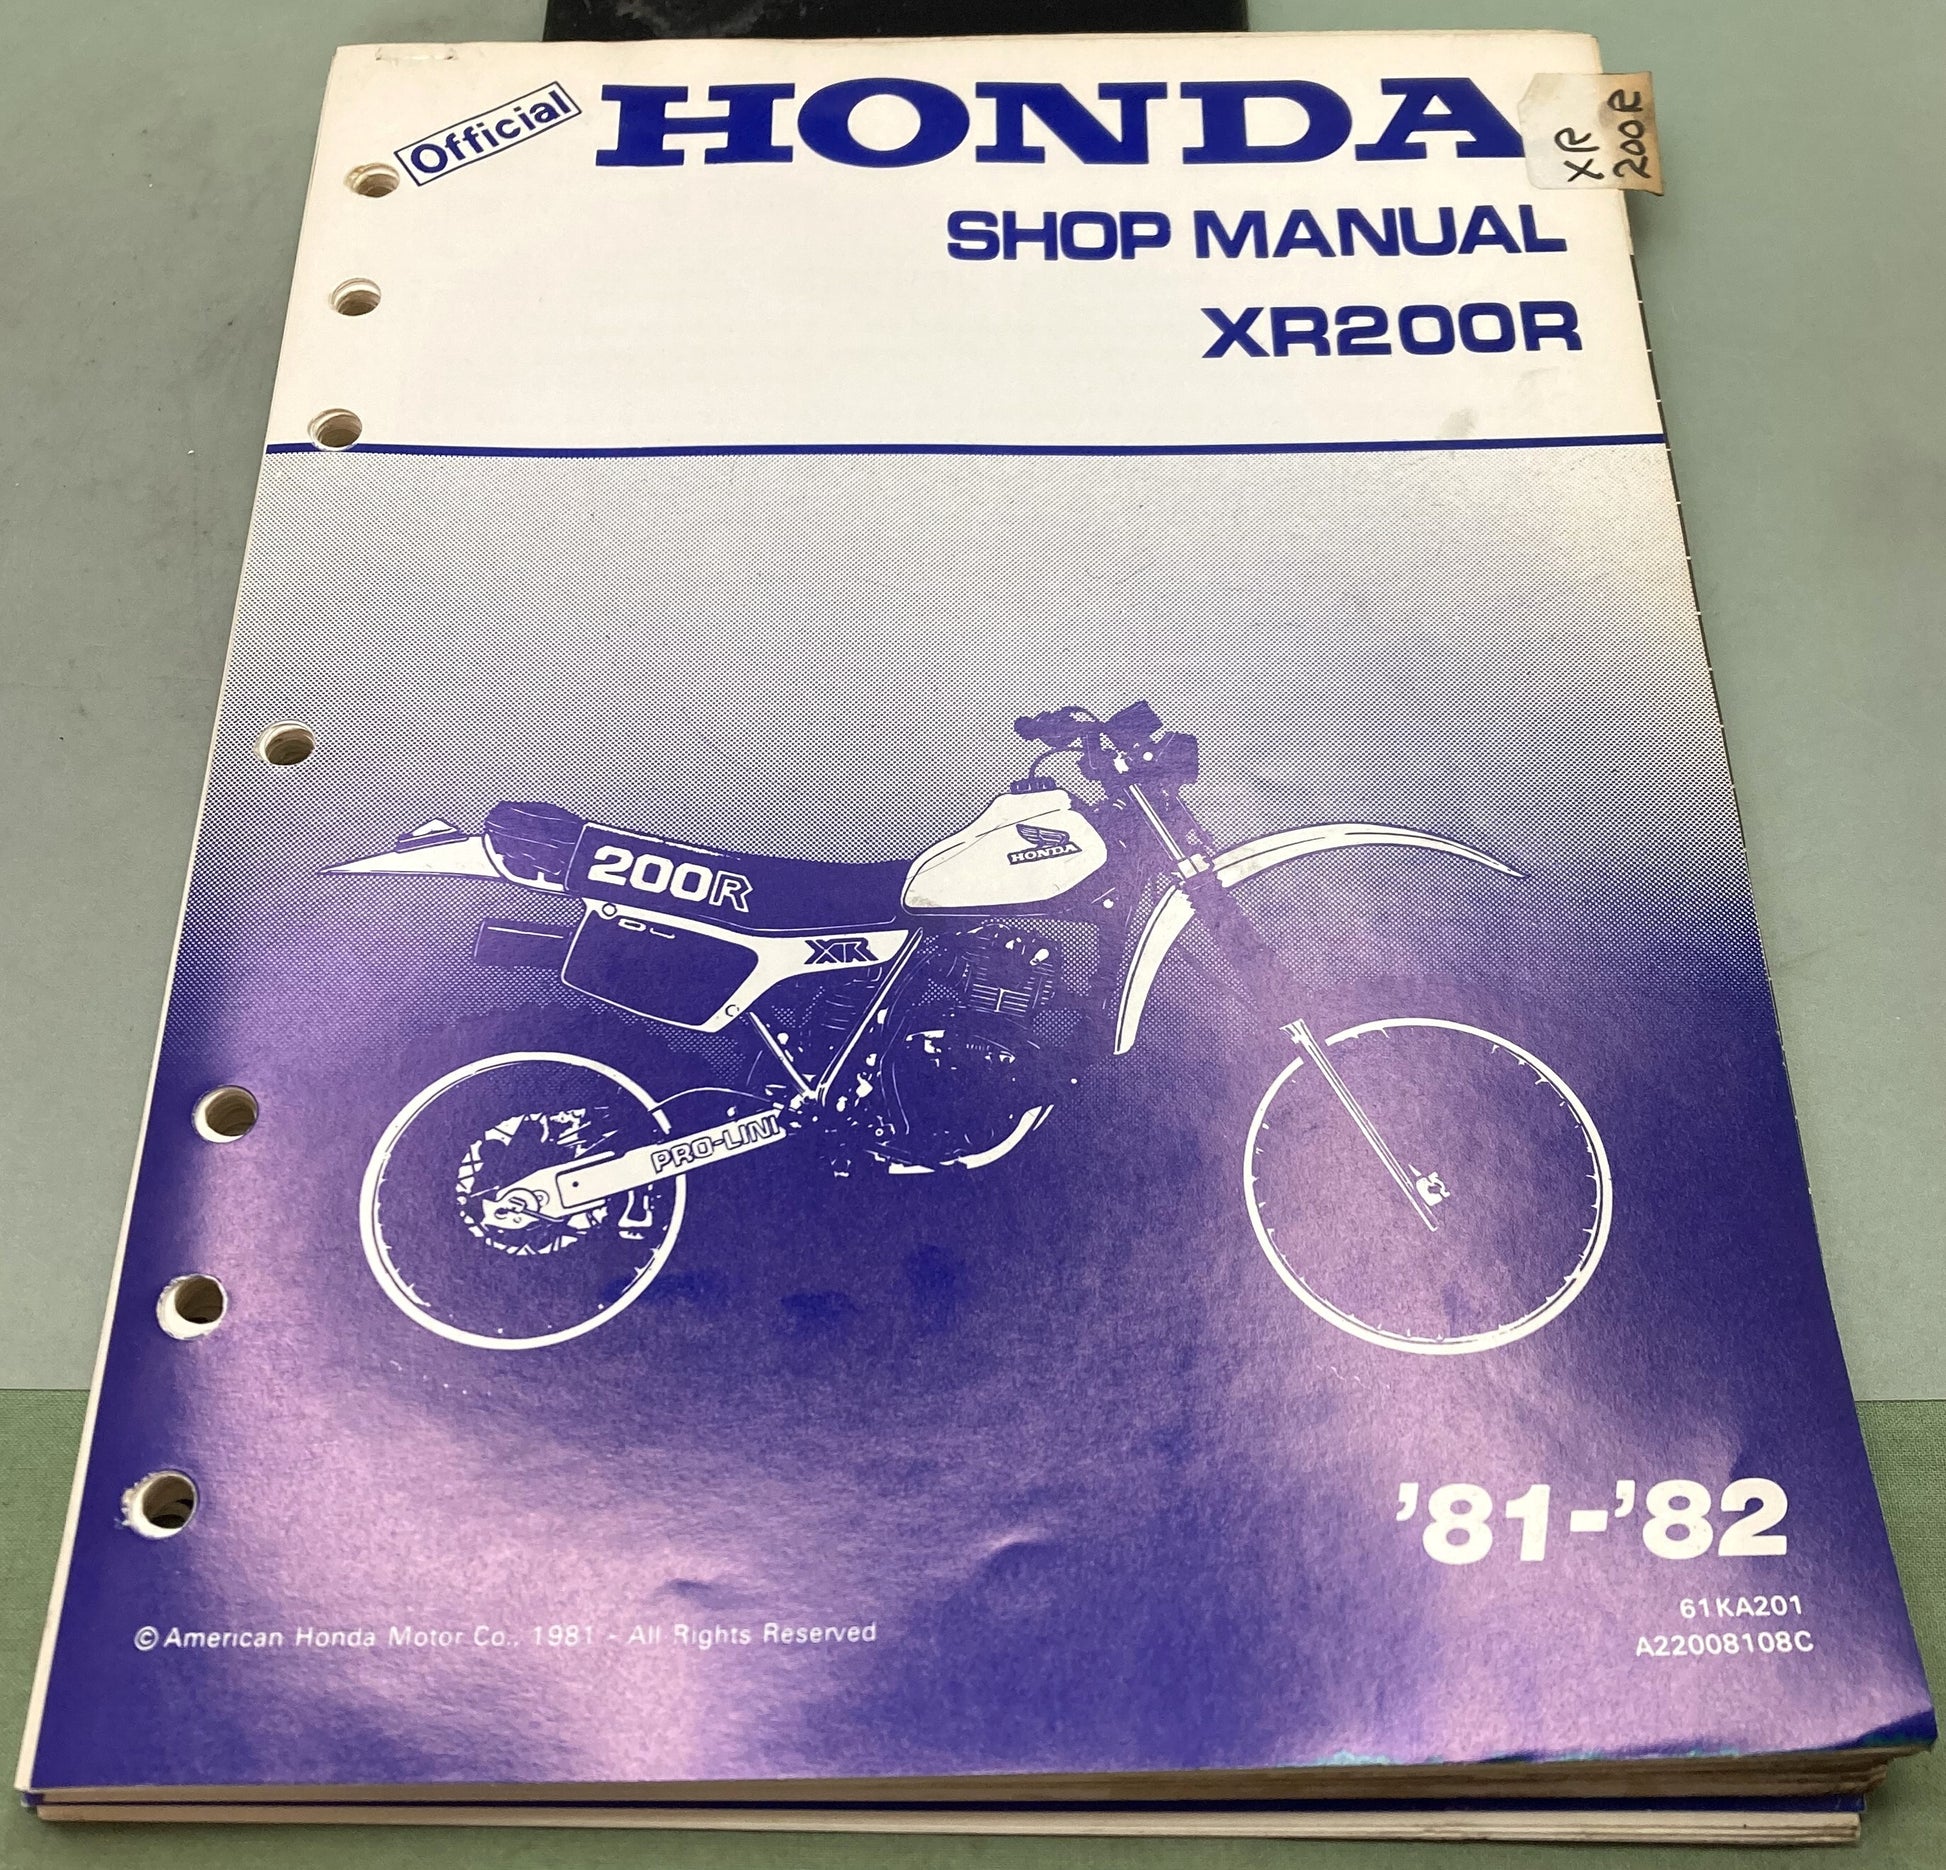 Official
HONDA
XR
200R
SHOP MANUAL
XR200R
HONDA
200R
XR
PRO-LINK
'81-'82
61KA201
A22008108C
© American Honda Motor Co., 1981 - All Rights Reserved